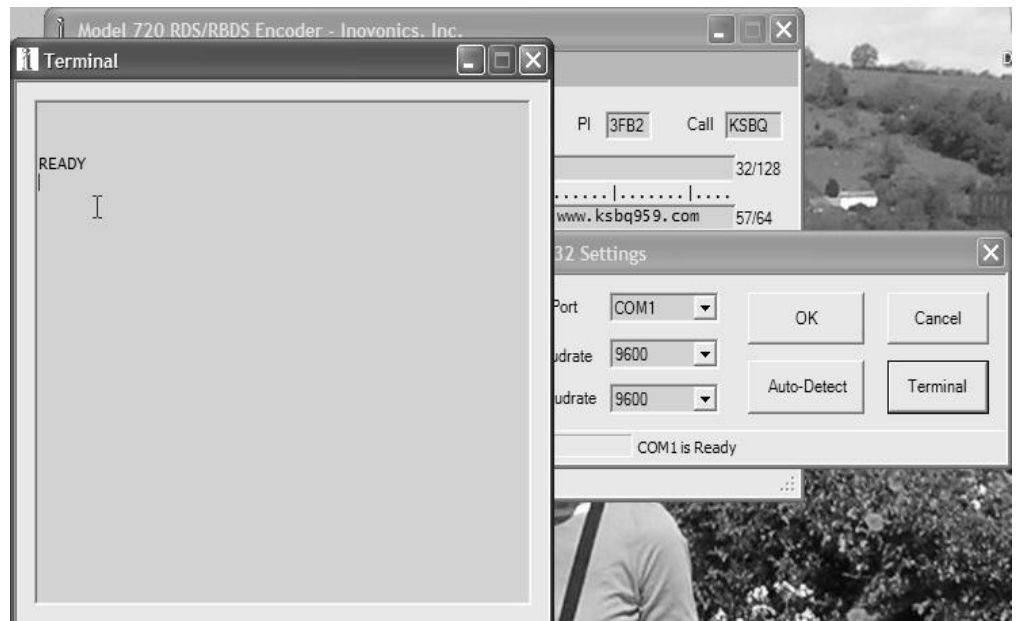 Model 720 RDS/RBDS Encoder - Inovonics, Inc.
Terminal
READY
PI 3FB2 Call KSBQ
32/128
www.ksbq959.com 57/64
32 Settings
Port COM1
OK
Cancel
udrate 9600
Auto-Detect
Terminal
udrate 9600
COM1 is Ready
D